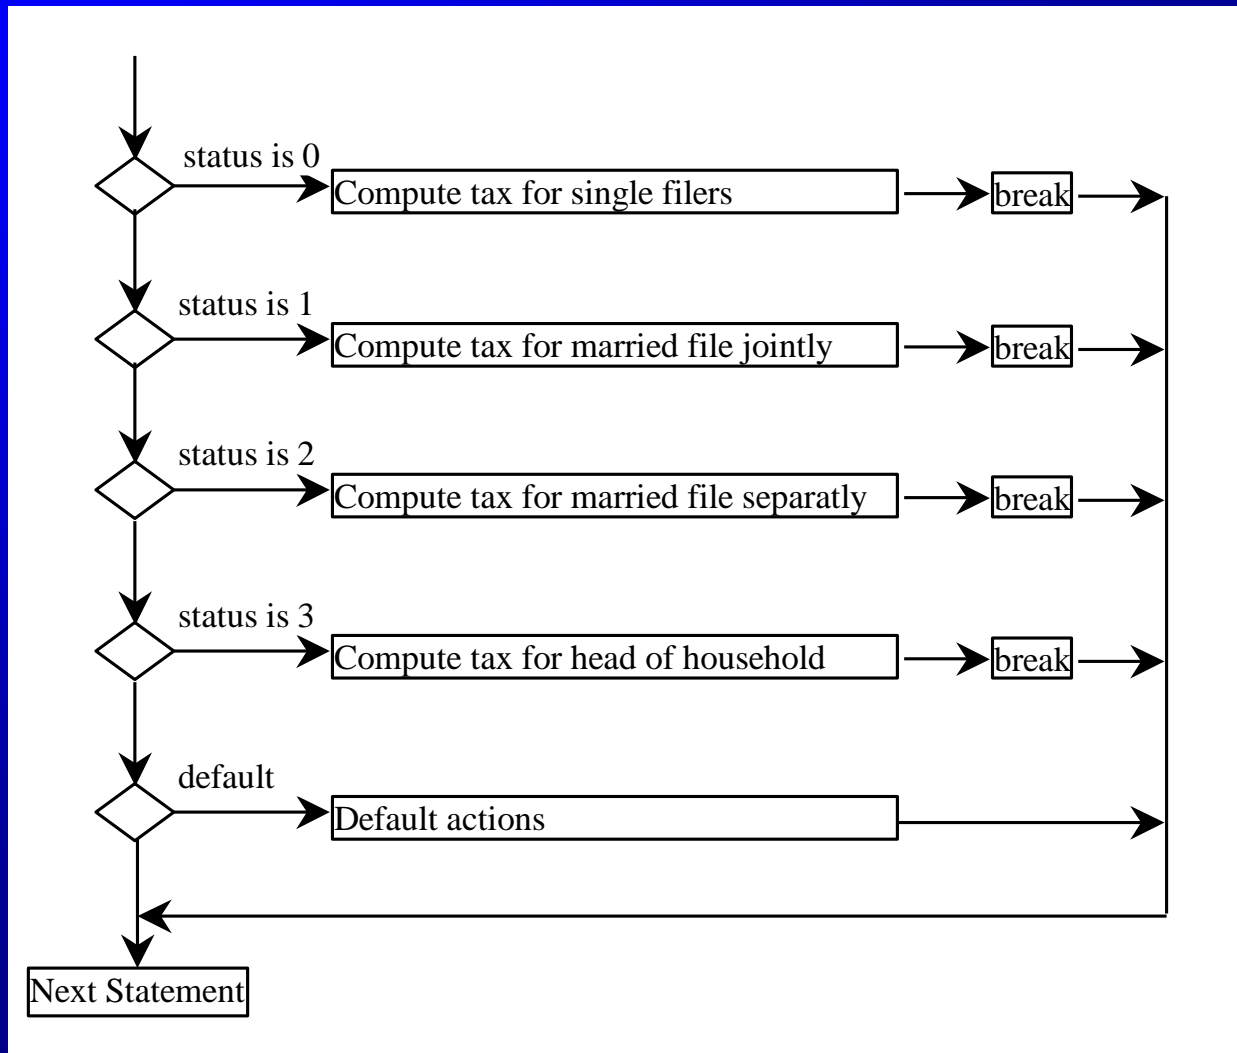 status is 0
Compute tax for single filers
break
status is 1
Compute tax for married file jointly
break
status is 2
Compute tax for married file separatly
break
status is 3
Compute tax for head of household
break
default
Default actions
Next Statement